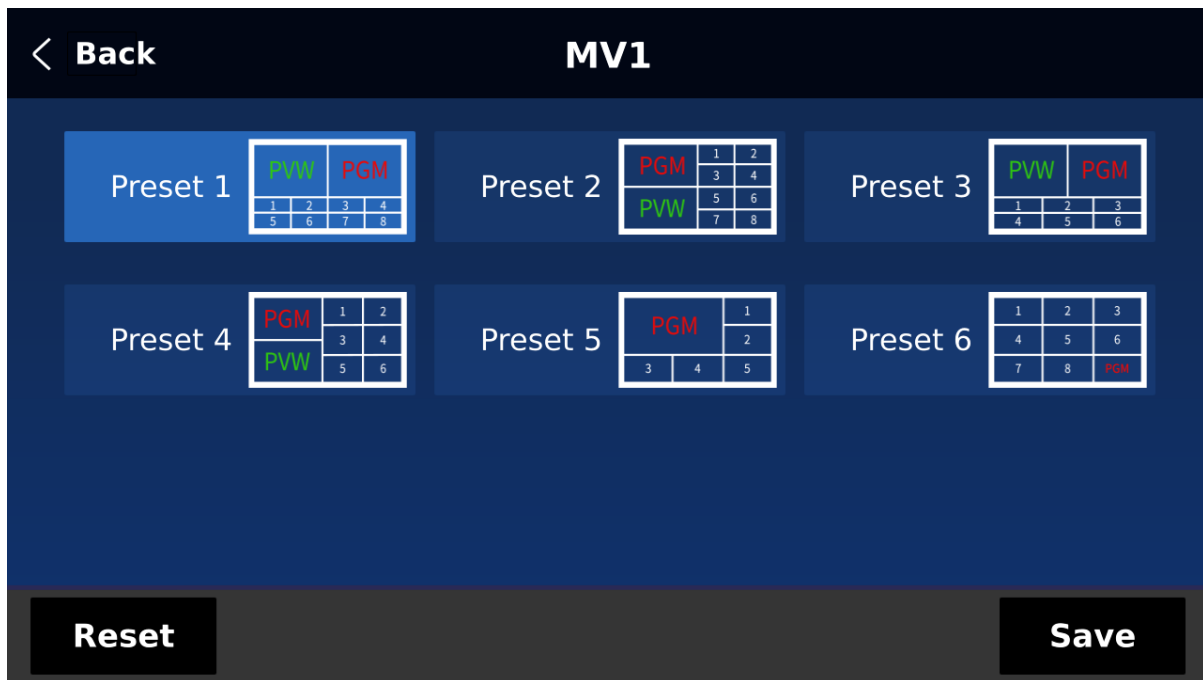 Back
MV1
Preset 1
PVW PGM
1 2 3 4
5 6 7 8
Preset 2
PGM 1 2
3 4
PVW 5 6
7 8
Preset 3
PVW PGM
1 2 3
4 5 6
Preset 4
PGM 1 2
3 4
PVW 5 6
Preset 5
PGM 1
2
3 4 5
Preset 6
1 2 3
4 5 6
7 8 PGM
Reset
Save